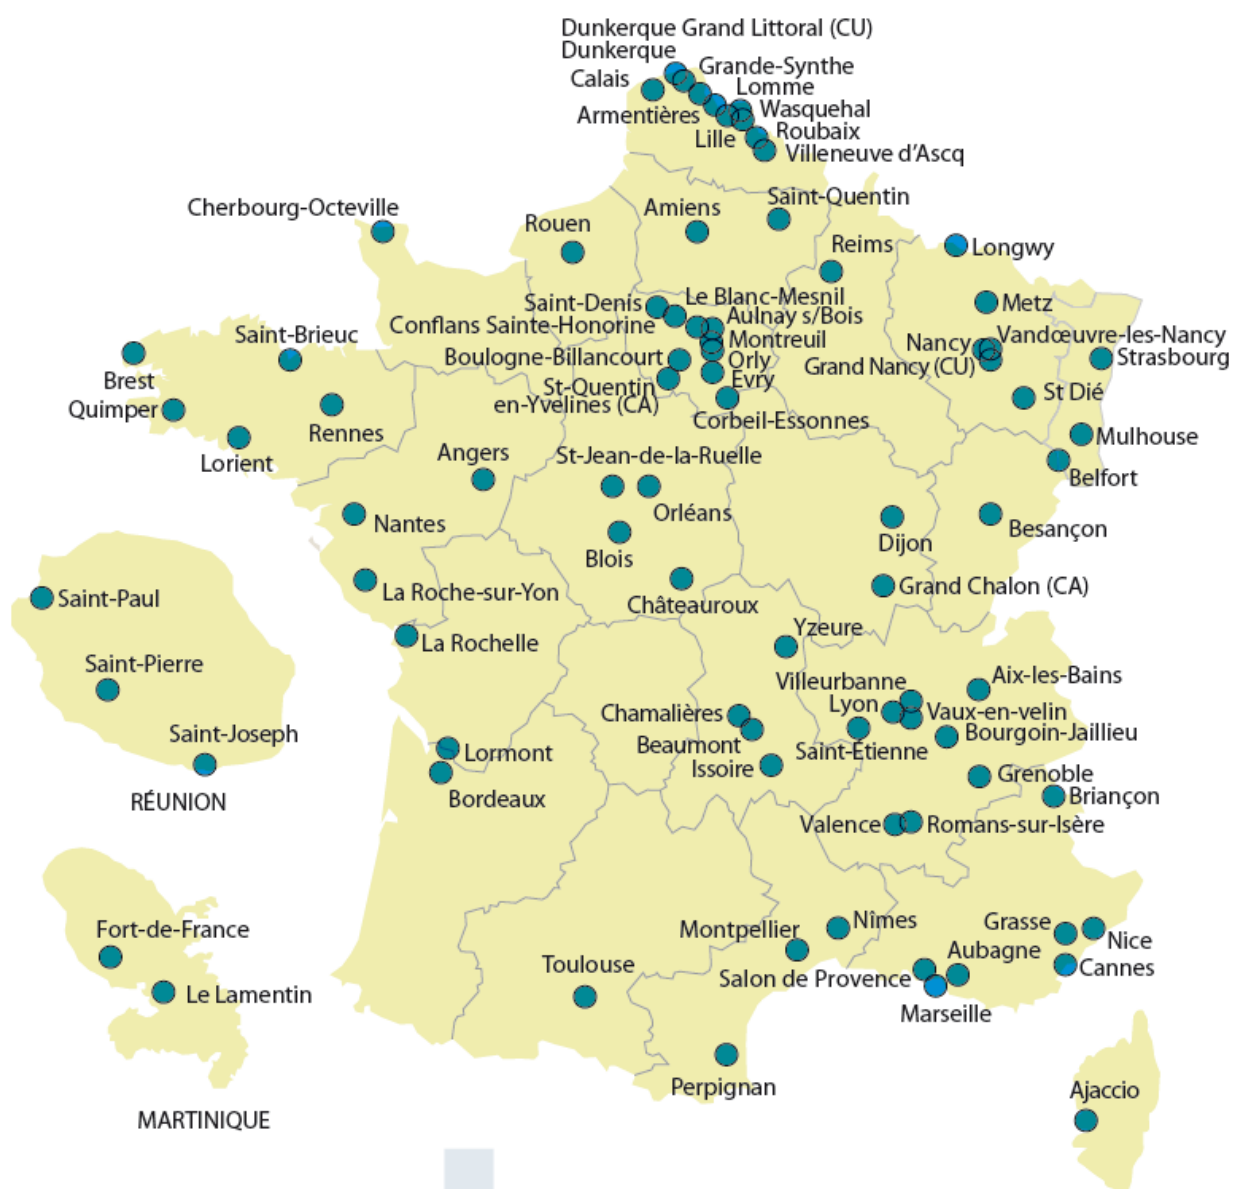 Dunkerque Grand Littoral (CU)
Dunkerque
Grande-Synthe
Calais
Lomme
Armentières
Wasquehal
Lille
Roubaix
Villeneuve d'Ascq
Cherbourg-Octeville
Saint-Quentin
Amiens
Rouen
Reims
Longwy
Saint-Denis
Le Blanc-Mesnil
Metz
Conflans Sainte-Honorine
Aulnay s/Bois
Saint-Brieuc
Montreuil
Nancy
Vandœuvre-les-Nancy
Boulogne-Billancourt
Orly
Grand Nancy (CU)
Strasbourg
Brest
St-Quentin
en-Yvelines (CA)
Evry
St Dié
Quimper
Rennes
Corbeil-Essonnes
Mulhouse
Lorient
Angers
St-Jean-de-la-Ruelle
Belfort
Nantes
Orléans
Besançon
Blois
Dijon
La Roche-sur-Yon
Châteauroux
Grand Chalon (CA)
Saint-Paul
La Rochelle
Yzeure
Saint-Pierre
Villeurbanne
Aix-les-Bains
Chamalières
Lyon
Vaux-en-velin
Saint-Joseph
Beaumont
Saint-Étienne
Bourgoin-Jaillieu
Lormont
Issoire
Grenoble
RÉUNION
Bordeaux
Briançon
Valence
Romans-sur-Isère
Fort-de-France
Montpellier
Nîmes
Grasse
Nice
Toulouse
Aubagne
Cannes
Le Lamentin
Salon de Provence
Marseille
Perpignan
Ajaccio
MARTINIQUE